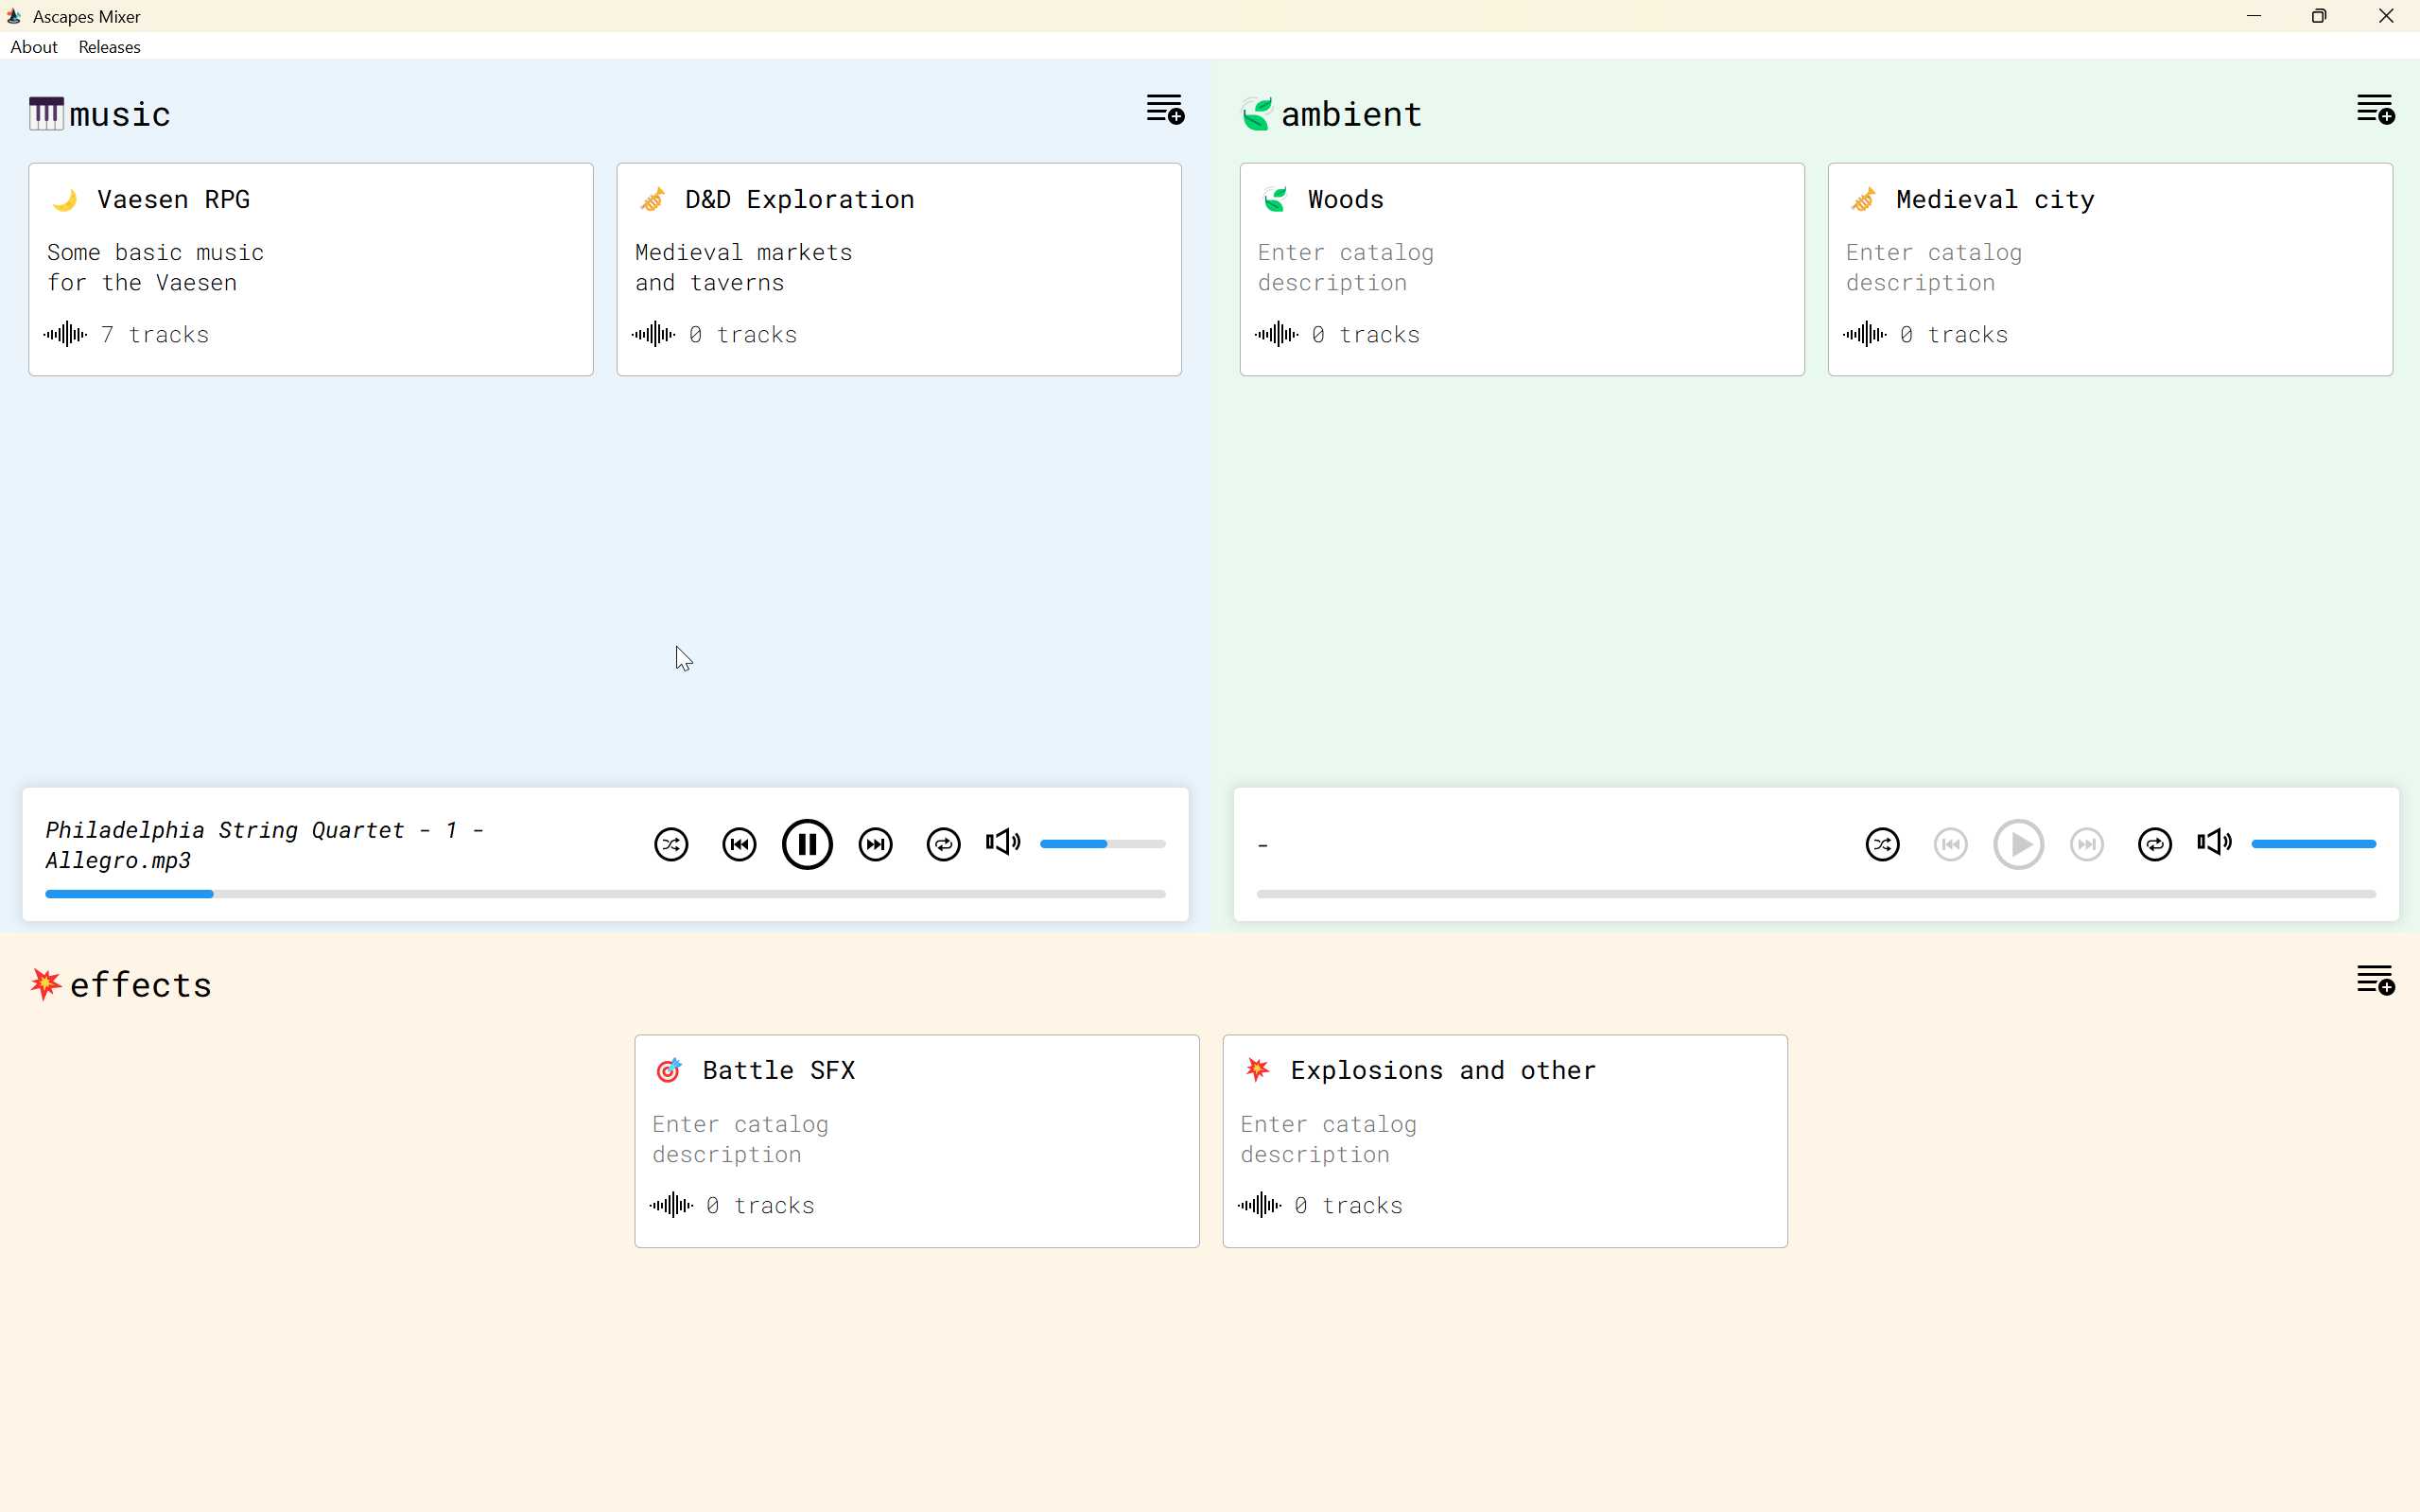 Ascapes Mixer
About Releases
music
ambient
Vaesen RPG
Some basic music
for the Vaesen
7 tracks
D&D Exploration
Medieval markets
and taverns
0 tracks
Woods
Enter catalog
description
0 tracks
Medieval city
Enter catalog
description
0 tracks
Philadelphia String Quartet - 1 -
Allegro.mp3
-
effects
Battle SFX
Enter catalog
description
0 tracks
Explosions and other
Enter catalog
description
0 tracks